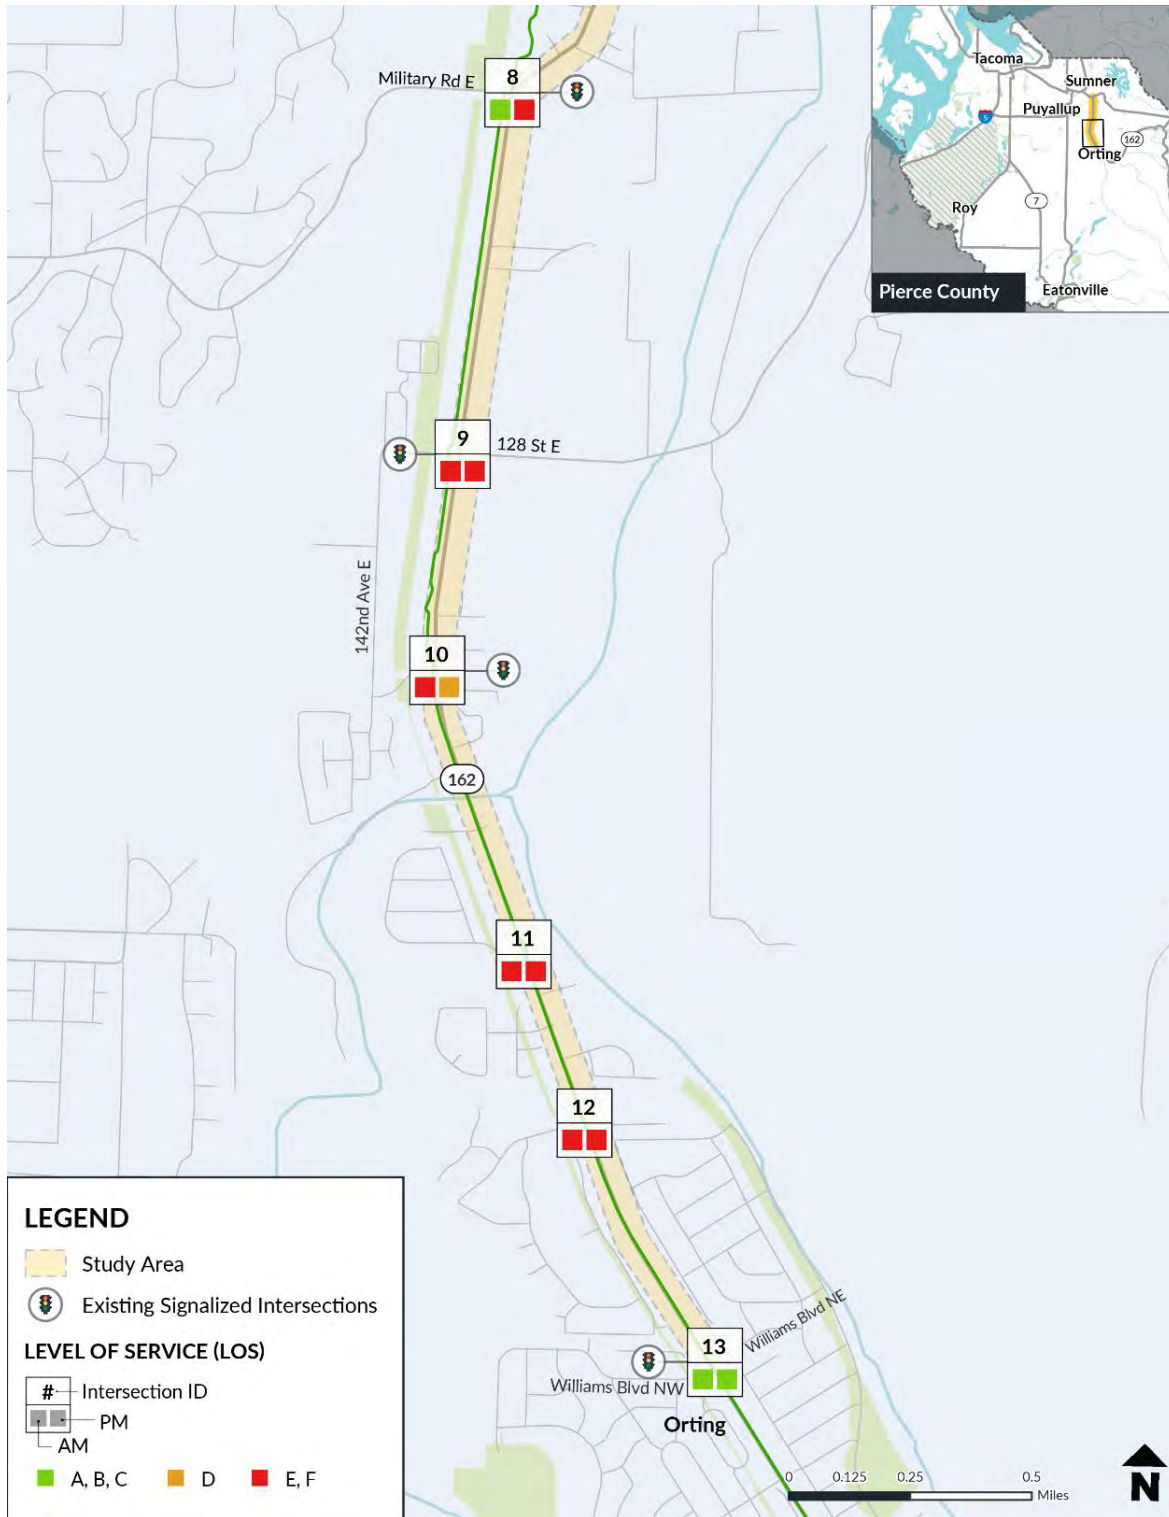 Military Rd E
8
Tacoma
Sumner
Puyallup
5
162
Orting
7
Roy
Eatonville
Pierce County
9
128 St E
142nd Ave E
10
162
11
12
13
Williams Blvd NE
Williams Blvd NW
Orting
LEGEND
Study Area
Existing Signalized Intersections
LEVEL OF SERVICE (LOS)
# Intersection ID
PM
AM
A, B, C D E, F
0 0.125 0.25 0.5
Miles
N